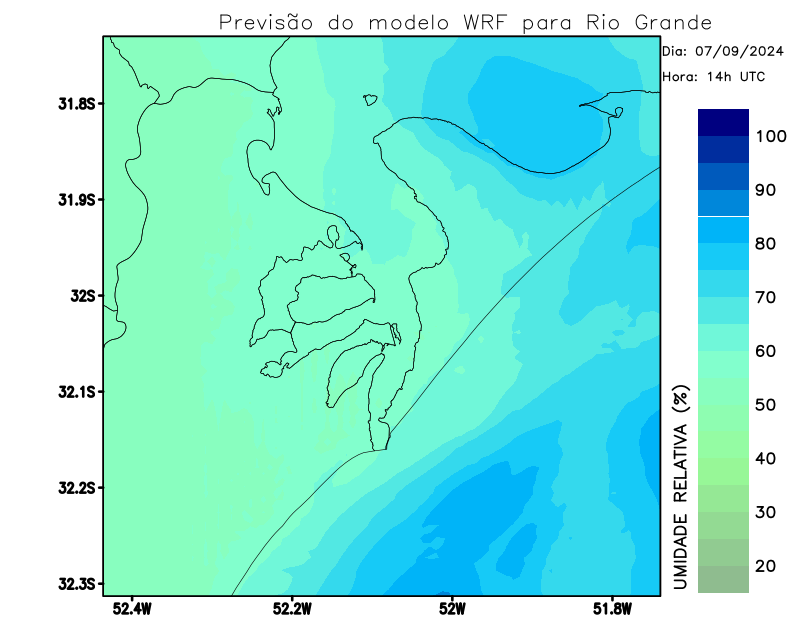 Previsão do modelo WRF para Rio Grande
Dia: 07/09/2024
Hora: 14h UTC
31.8S
31.9S
32S
32.1S
32.2S
32.3S
52.4W
52.2W
52W
51.8W
100
90
80
70
60
50
40
30
20
UMIDADE RELATIVA (%)